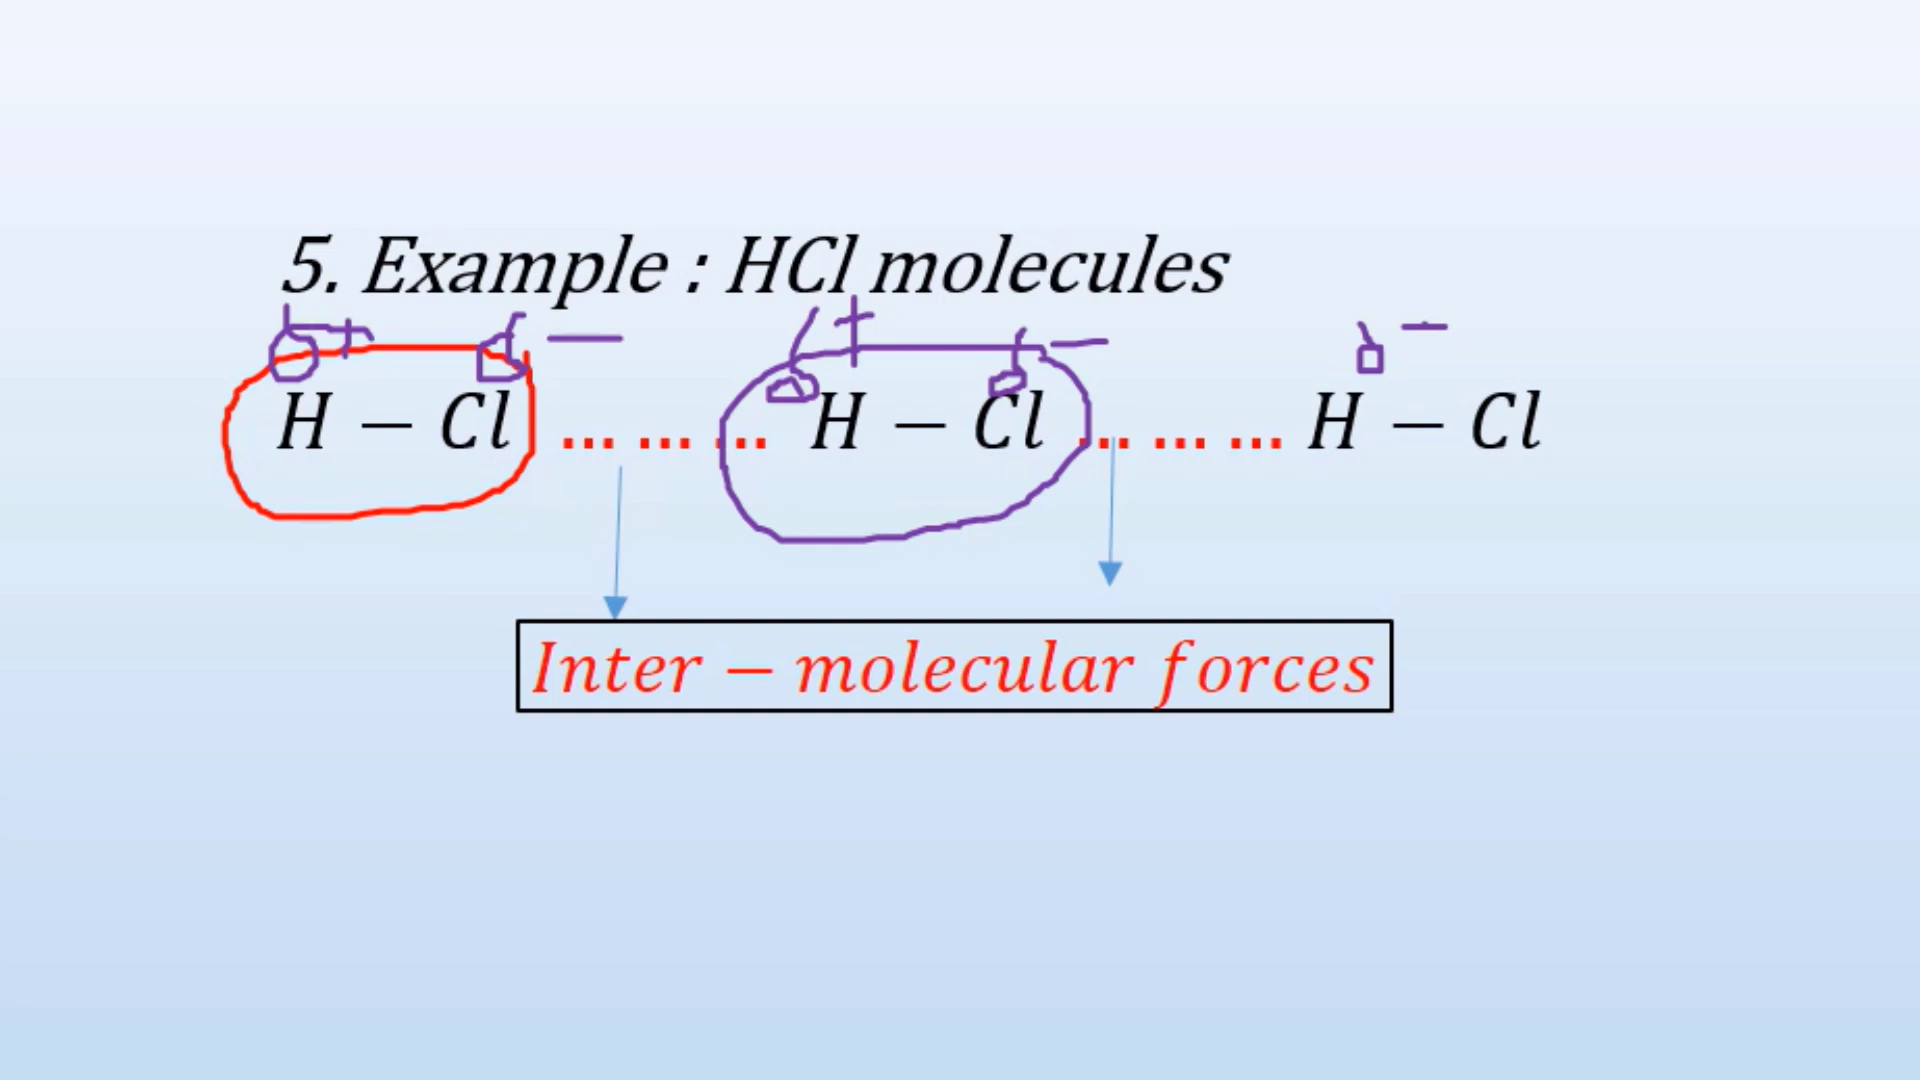 5. Example : HCl molecules
δ+ δ − δ + δ − δ −
H − Cl ... ... ... H − Cl ... ... ... H − Cl
Inter − molecular forces